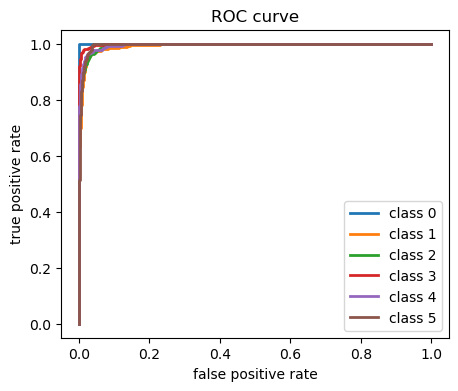 ROC curve
1.0
0.8
0.6
0.4
0.2
0.0
true positive rate
class 0
class 1
class 2
class 3
class 4
class 5
0.0 0.2 0.4 0.6 0.8 1.0
false positive rate